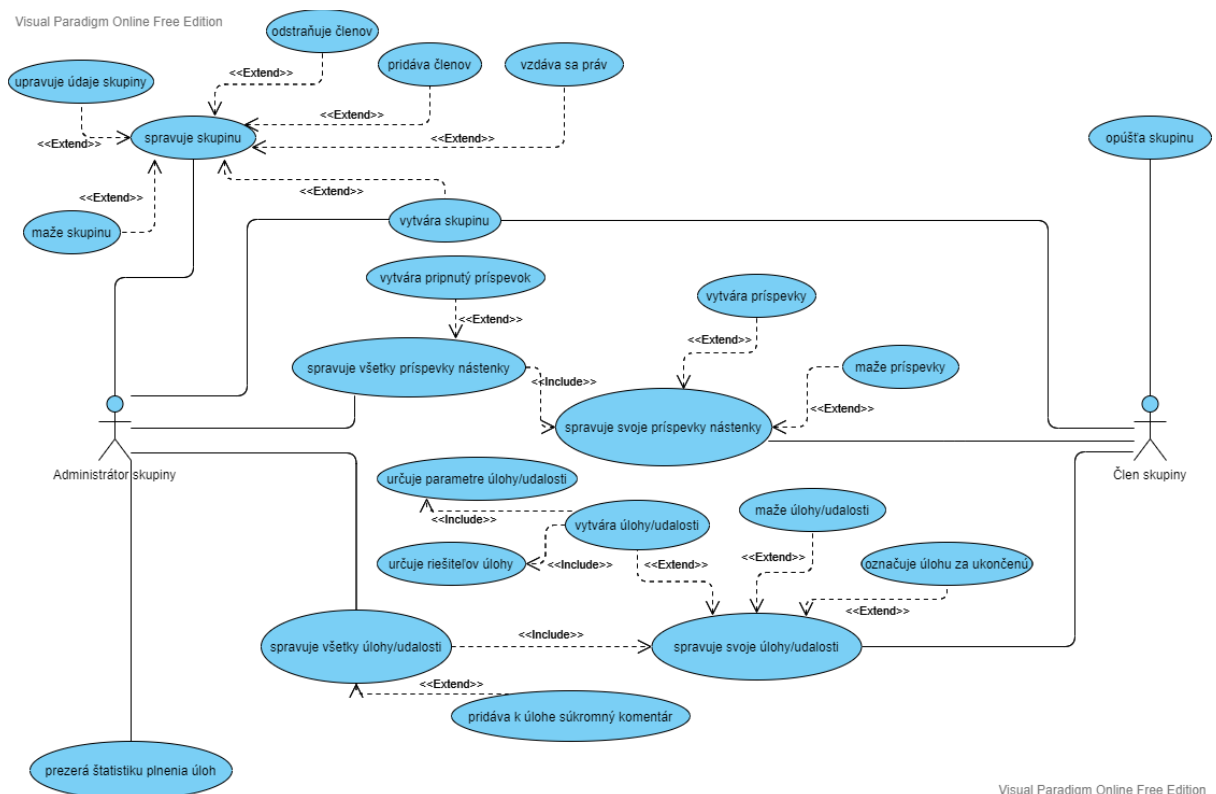 Visual Paradigm Online Free Edition
odstraňuje členov
pridáva členov
vzdáva sa práv
<<Extend>>
upravuje údaje skupiny
<<Extend>>
<<Extend>>
<<Extend>>
spravuje skupinu
opúšťa skupinu
<<Extend>>
<<Extend>>
maže skupinu
vytvára skupinu
vytvára pripnutý príspevok
vytvára príspevky
<<Extend>>
<<Extend>>
spravuje všetky príspevky nástenky
maže príspevky
<<Include>>
<<Extend>>
spravuje svoje príspevky nástenky
Administrátor skupiny
Člen skupiny
určuje parametre úlohy/udalosti
maže úlohy/udalosti
<<Include>>
vytvára úlohy/udalosti
<<Extend>>
určuje riešiteľov úlohy
<<Include>>
<<Extend>>
označuje úlohu za ukončenú
<<Extend>>
<<Include>>
spravuje všetky úlohy/udalosti
spravuje svoje úlohy/udalosti
<<Extend>>
pridáva k úlohe súkromný komentár
prezerá štatistiku plnenia úloh
Visual Paradigm Online Free Edition